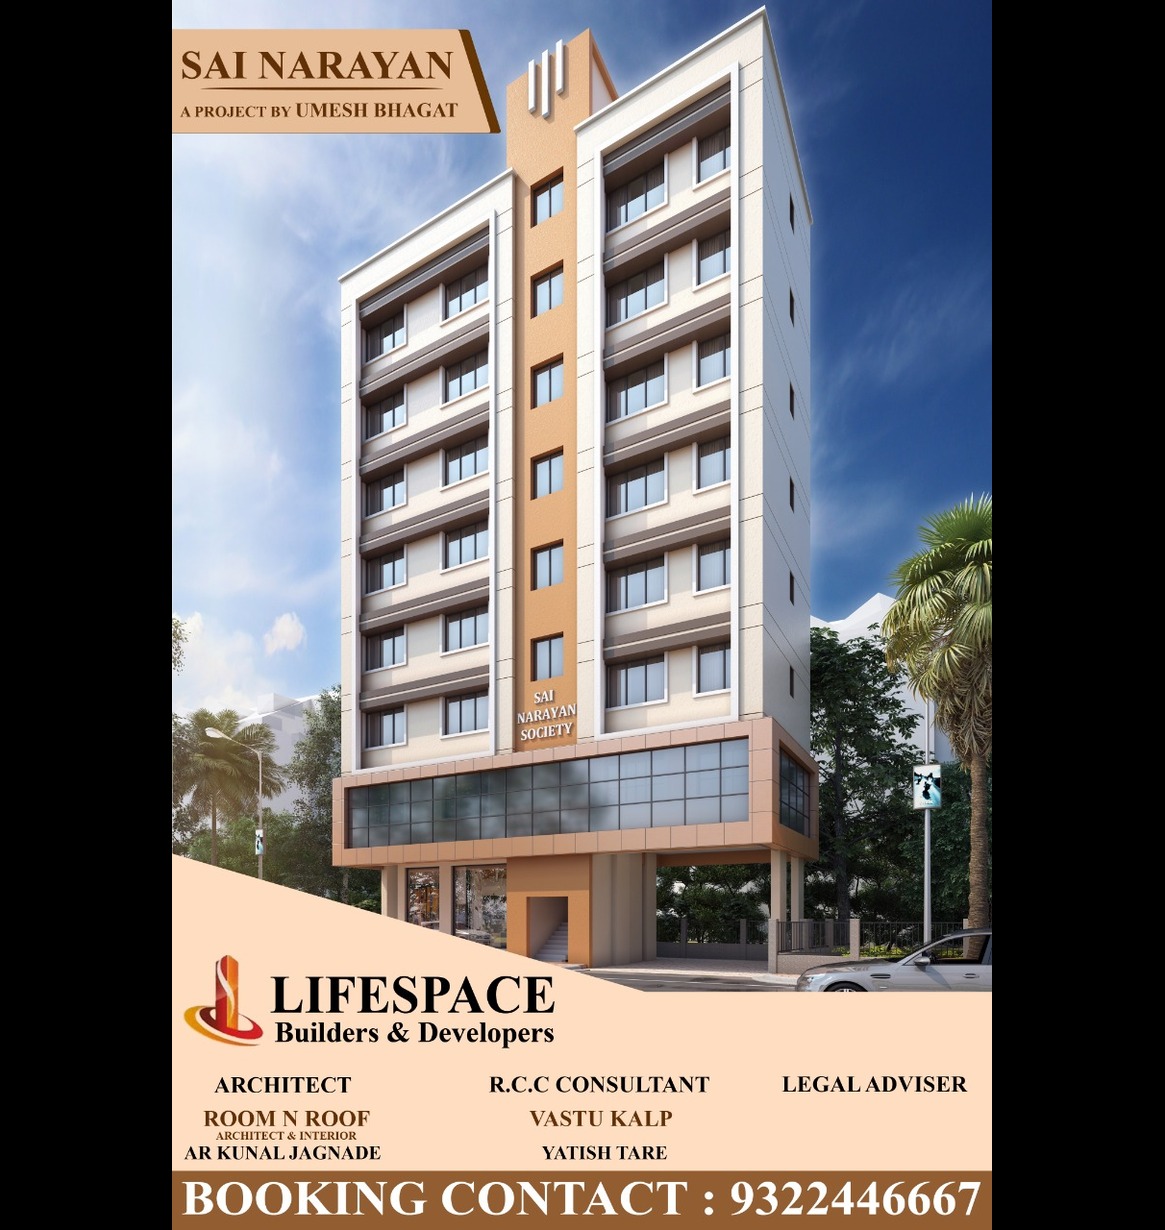 SAI NARAYAN
A PROJECT BY UMESH BHAGAT
SAI
NARAYAN
SOCIETY
LIFESPACE
Builders & Developers
ARCHITECT
ROOM N ROOF
ARCHITECT & INTERIOR
AR KUNAL JAGNADE
R.C.C CONSULTANT
VASTU KALP
YATISH TARE
LEGAL ADVISER
BOOKING CONTACT : 9322446667